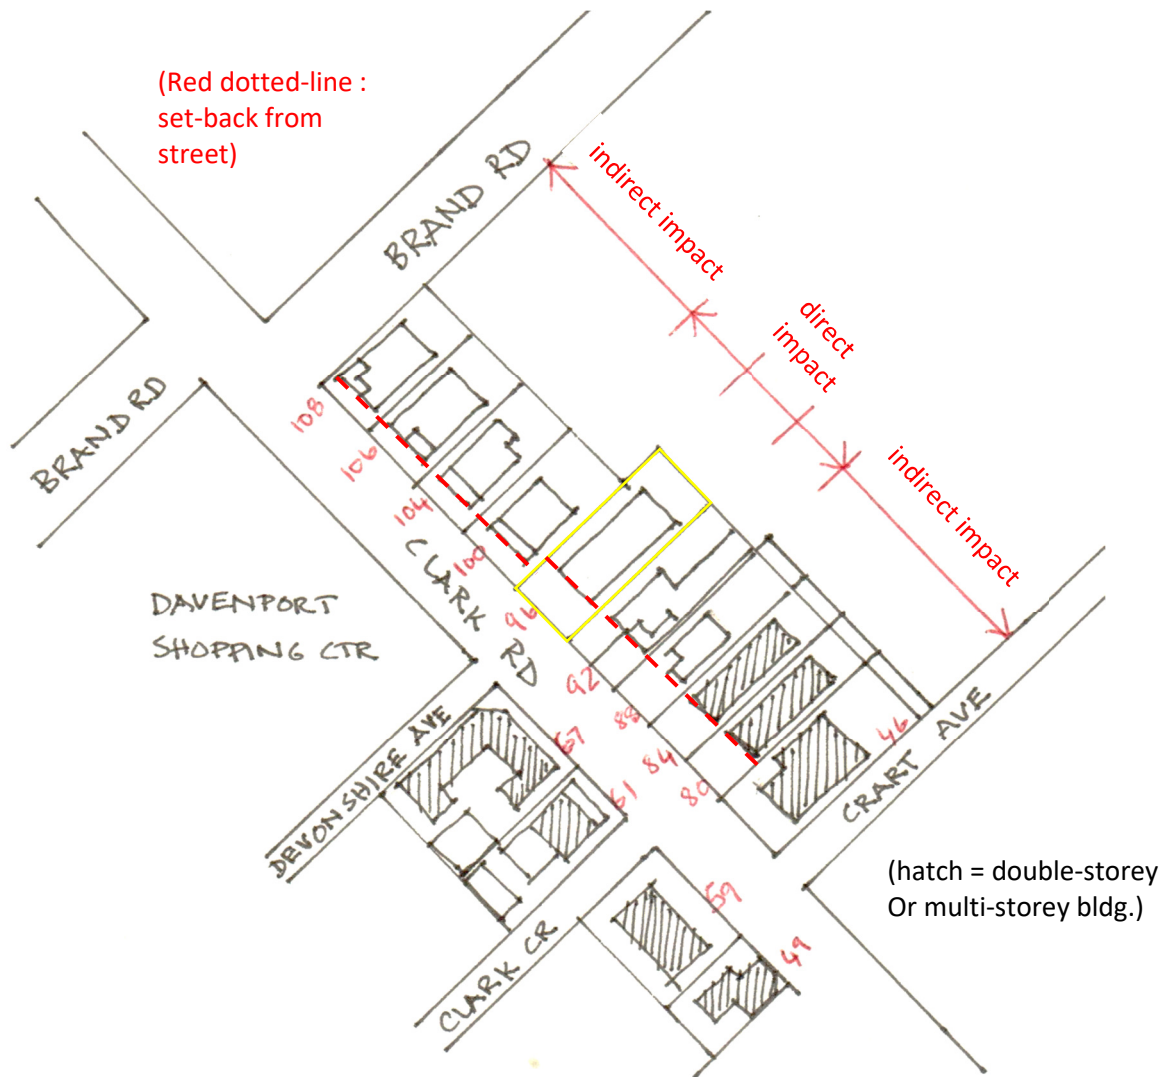 (Red dotted-line :
set-back from
street)
BRAND RD
indirect impact
direct
impact
indirect impact
BRAND RD
108
106
104
100
96
92
88
84
80
46
CLARK RD
DAVENPORT
SHOPPING CTR
DEVONSHIRE AVE
67
61
CRART AVE
(hatch = double-storey
Or multi-storey bldg.)
59
49
CLARK CR